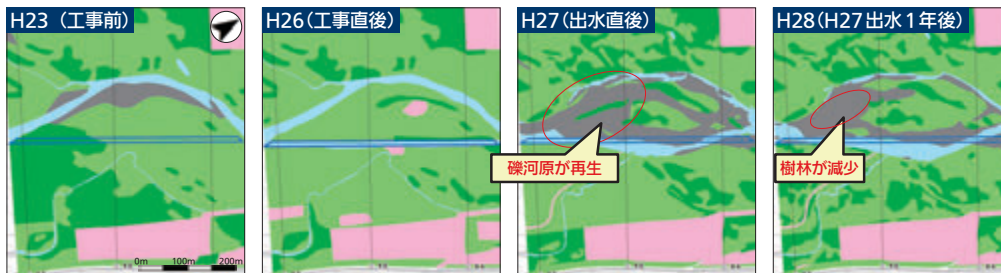 H23(工事前)
H26(工事直後)
H27(出水直後)
H28(H27出水1年後)
礫河原が再生
樹林が減少
0m 100m 200m